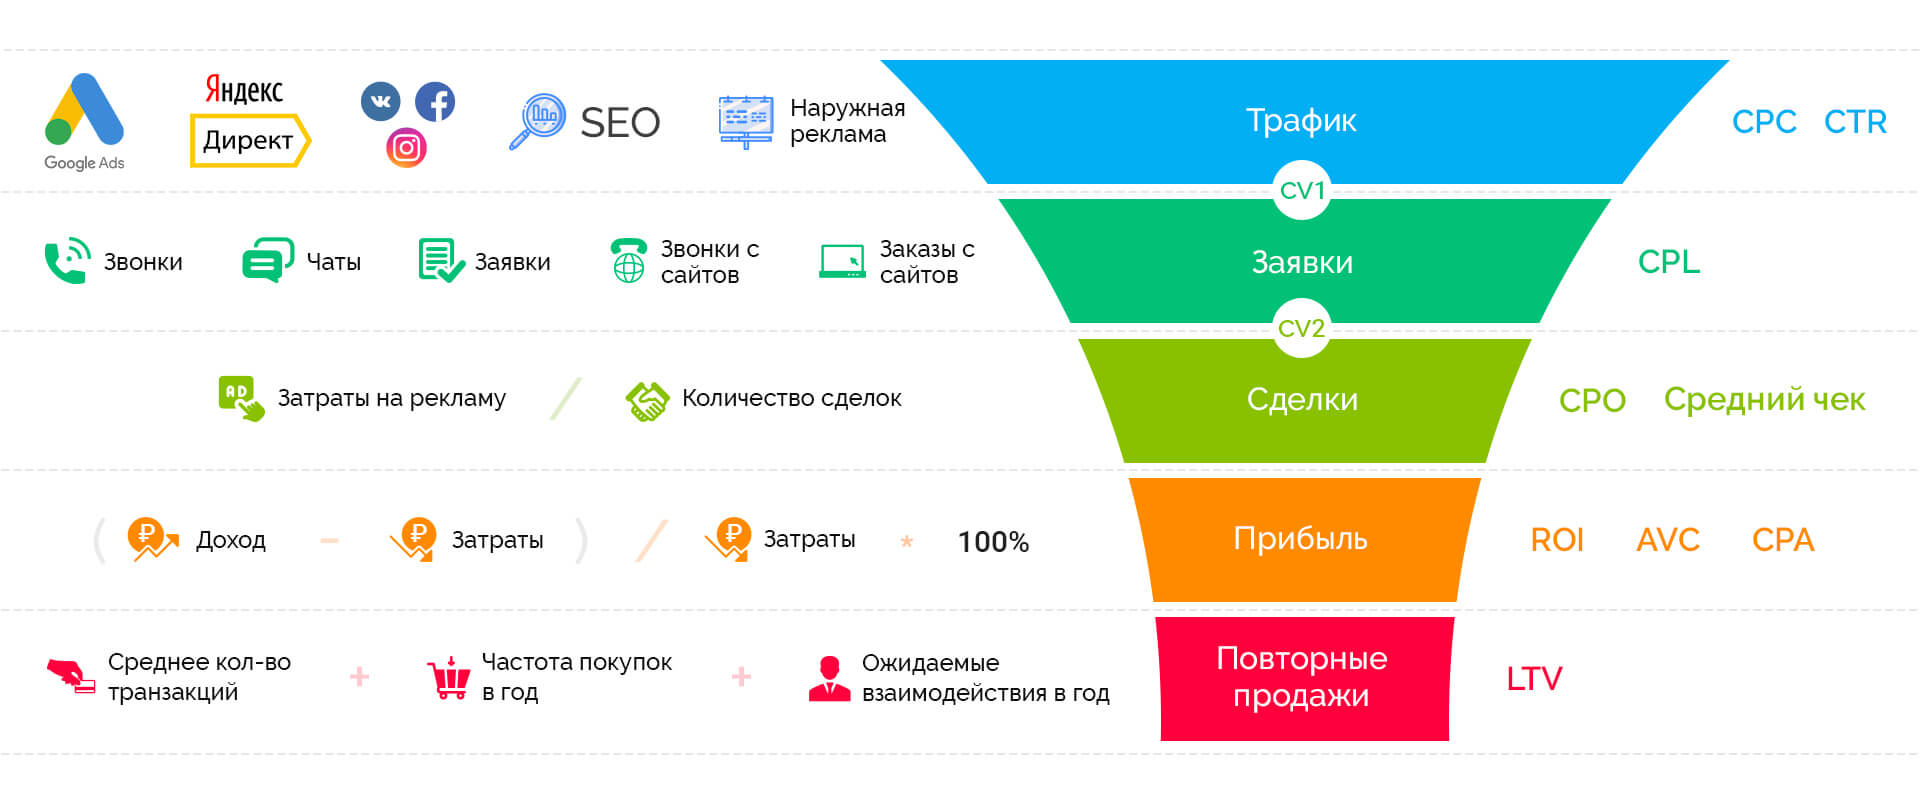 Google Ads
Яндекс
Директ
SEO
Наружная
реклама
Трафик
CPC CTR
CV1
Звонки
Чаты
Заявки
Звонки с
сайтов
Заказы с
сайтов
Заявки
CPL
CV2
AD
Затраты на рекламу
/
Количество сделок
Сделки
CPO Средний чек
( ₽ Доход - ₽ Затраты ) / ₽ Затраты * 100%
Прибыль
ROI AVC CPA
Среднее кол-во
транзакций
+
Частота покупок
в год
+
Ожидаемые
взаимодействия в год
Повторные
продажи
LTV